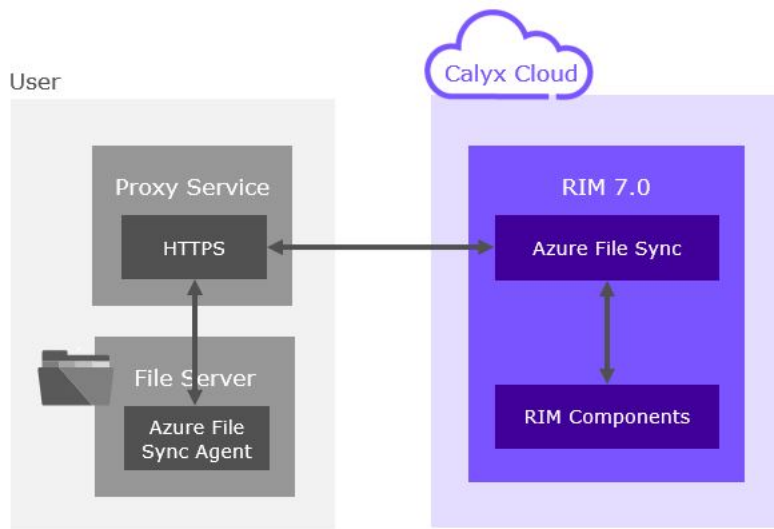 User
Calyx Cloud
Proxy Service
HTTPS
File Server
Azure File
Sync Agent
RIM 7.0
Azure File Sync
RIM Components